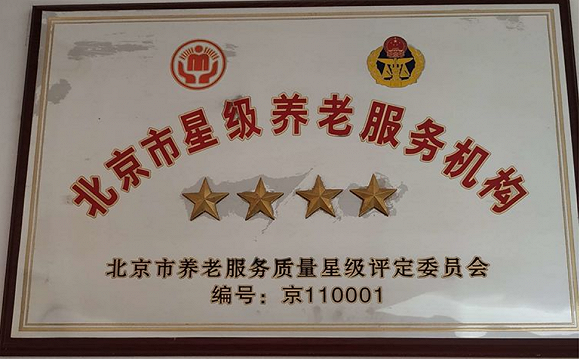 北京市星级养老服务机构
北京市养老服务质量星级评定委员会
编号：京110001